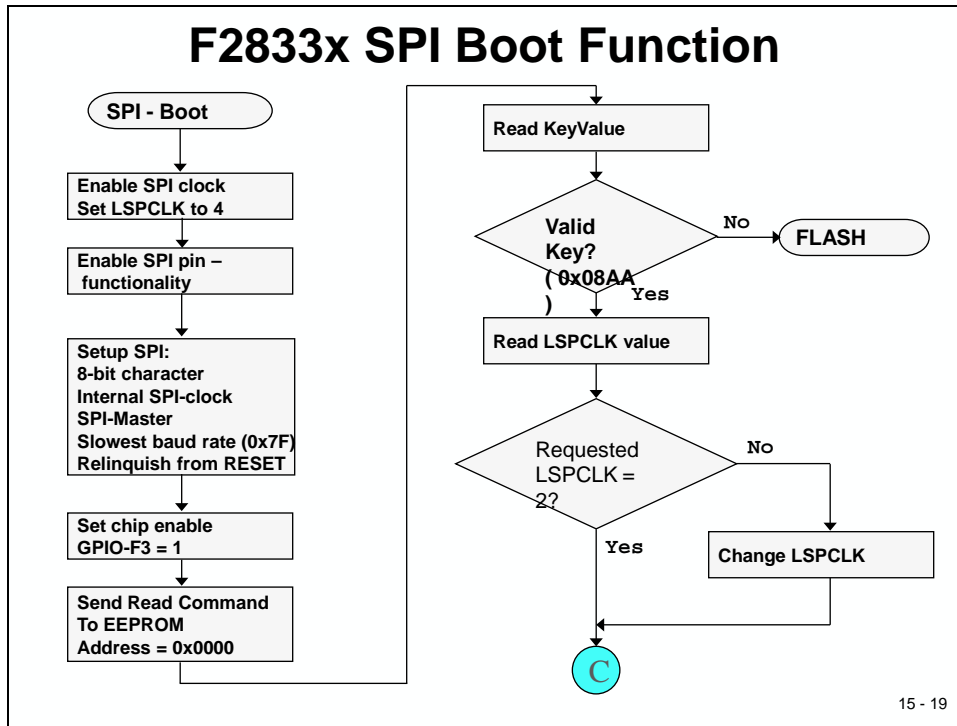 F2833x SPI Boot Function
SPI - Boot
Enable SPI clock
Set LSPCLK to 4
Enable SPI pin –
functionality
Setup SPI:
8-bit character
Internal SPI-clock
SPI-Master
Slowest baud rate (0x7F)
Relinquish from RESET
Set chip enable
GPIO-F3 = 1
Send Read Command
To EEPROM
Address = 0x0000
Read KeyValue
Valid
Key?
( 0x08AA
)
No
FLASH
Yes
Read LSPCLK value
Requested
LSPCLK =
2?
No
Yes
Change LSPCLK
C
15 - 19